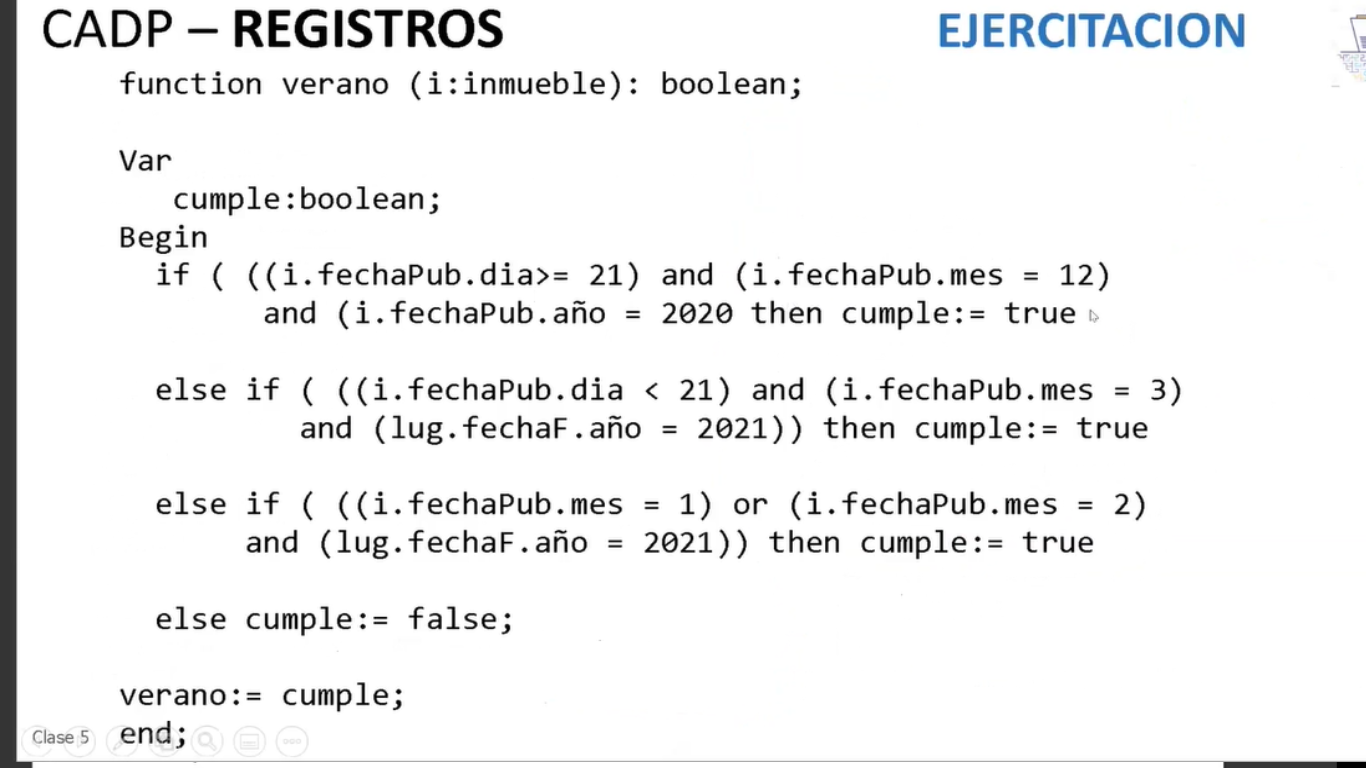 CADP – REGISTROS
EJERCITACION
function verano (i:inmueble): boolean;
Var
cumple:boolean;
Begin
if ( ((i.fechaPub.dia>= 21) and (i.fechaPub.mes = 12)
and (i.fechaPub.año = 2020 then cumple:= true
else if ( ((i.fechaPub.dia < 21) and (i.fechaPub.mes = 3)
and (lug.fechaF.año = 2021)) then cumple:= true
else if ( ((i.fechaPub.mes = 1) or (i.fechaPub.mes = 2)
and (lug.fechaF.año = 2021)) then cumple:= true
else cumple:= false;
verano:= cumple;
end;
Clase 5